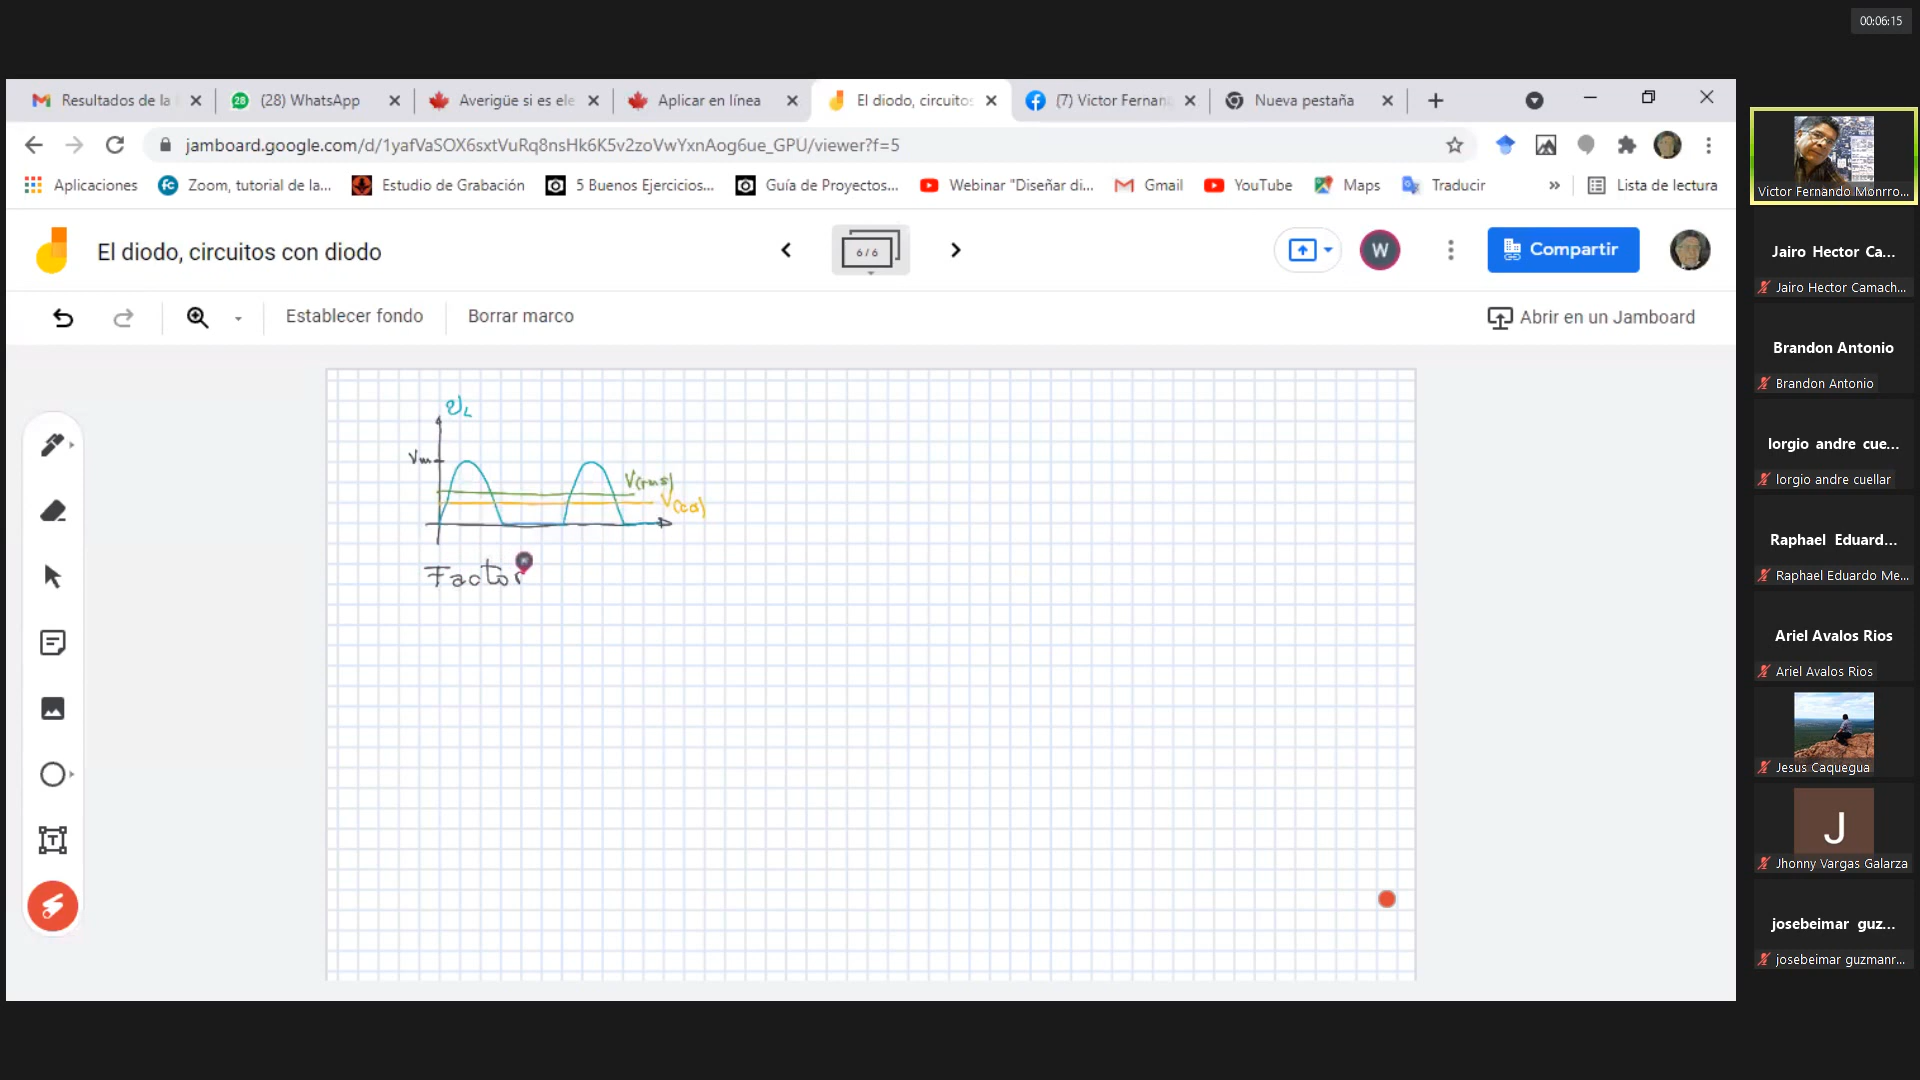 00:06:15
Resultados de la
(28) WhatsApp
Averigüe si es ele
Aplicar en línea
El diodo, circuitos
(7) Victor Fernan
Nueva pestaña
jamboard.google.com/d/1yafVaSOX6sxtVuRq8nsHk6K5v2zoVwYxnAog6ue_GPU/viewer?f=5
Aplicaciones
Zoom, tutorial de la...
Estudio de Grabación
5 Buenos Ejercicios...
Guía de Proyectos...
Webinar "Diseñar di...
Gmail
YouTube
Maps
Traducir
»
Lista de lectura
El diodo, circuitos con diodo
6 / 6
W
Compartir
Establecer fondo
Borrar marco
Abrir en un Jamboard
vL
Vm
V(rms)
V(cd)
Factor
Victor Fernando Monrro...
Jairo Hector Ca...
Jairo Hector Camach...
Brandon Antonio
Brandon Antonio
Iorgio andre cue...
Iorgio andre cuellar
Raphael Eduard...
Raphael Eduardo Me...
Ariel Avalos Rios
Ariel Avalos Rios
Jesus Caquegua
J
Jhonny Vargas Galarza
josebeimar guz...
josebeimar guzmanr...